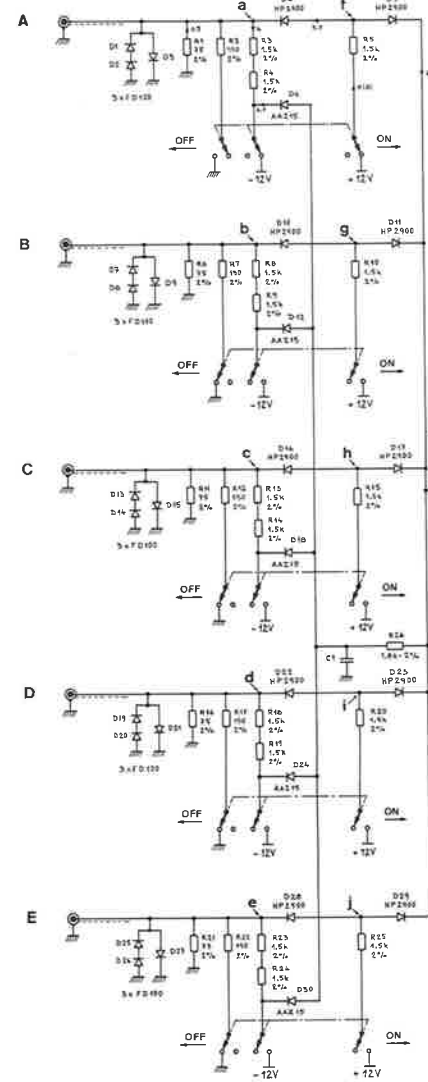 A
a
f
HP2900
HP2900
D1
D2
D3
3xFD100
R1
75
2%
R2
150
2%
R3
1.5k
2%
R4
1.5k
2%
D6
AAZ15
R5
1.5k
2%
OFF
ON
-12V
+12V
B
b
g
D10
HP2900
D11
HP2900
D7
D8
D9
3xFD100
R6
75
2%
R7
150
2%
R8
1.5k
2%
R9
1.5k
2%
D12
AAZ15
R10
1.5k
2%
OFF
ON
-12V
+12V
C
c
h
D16
HP2900
D17
HP2900
D13
D14
D15
3xFD100
R11
75
2%
R12
150
2%
R13
1.5k
2%
R14
1.5k
2%
D18
AAZ15
R15
1.5k
2%
OFF
ON
-12V
+12V
C1
D
d
i
D22
HP2900
D23
HP2900
D19
D20
D21
3xFD100
R16
75
2%
R17
150
2%
R18
1.5k
2%
R19
1.5k
2%
D24
AAZ15
R20
1.5k
2%
OFF
ON
-12V
+12V
E
e
j
D28
HP2900
D29
HP2900
D25
D26
D27
3xFD100
R21
75
2%
R22
150
2%
R23
1.5k
2%
R24
1.5k
2%
D30
AAZ15
R25
1.5k
2%
OFF
ON
-12V
+12V